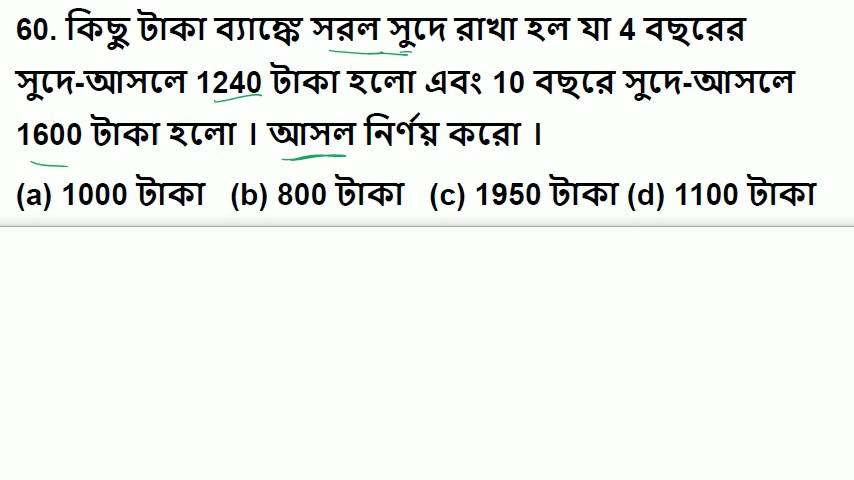 60. কিছু টাকা ব্যাঙ্কে সরল সুদে রাখা হল যা 4 বছরের
সুদে-আসলে 1240 টাকা হলো এবং 10 বছরে সুদে-আসলে
1600 টাকা হলো । আসল নির্ণয় করো ।
(a) 1000 টাকা (b) 800 টাকা (c) 1950 টাকা (d) 1100 টাকা